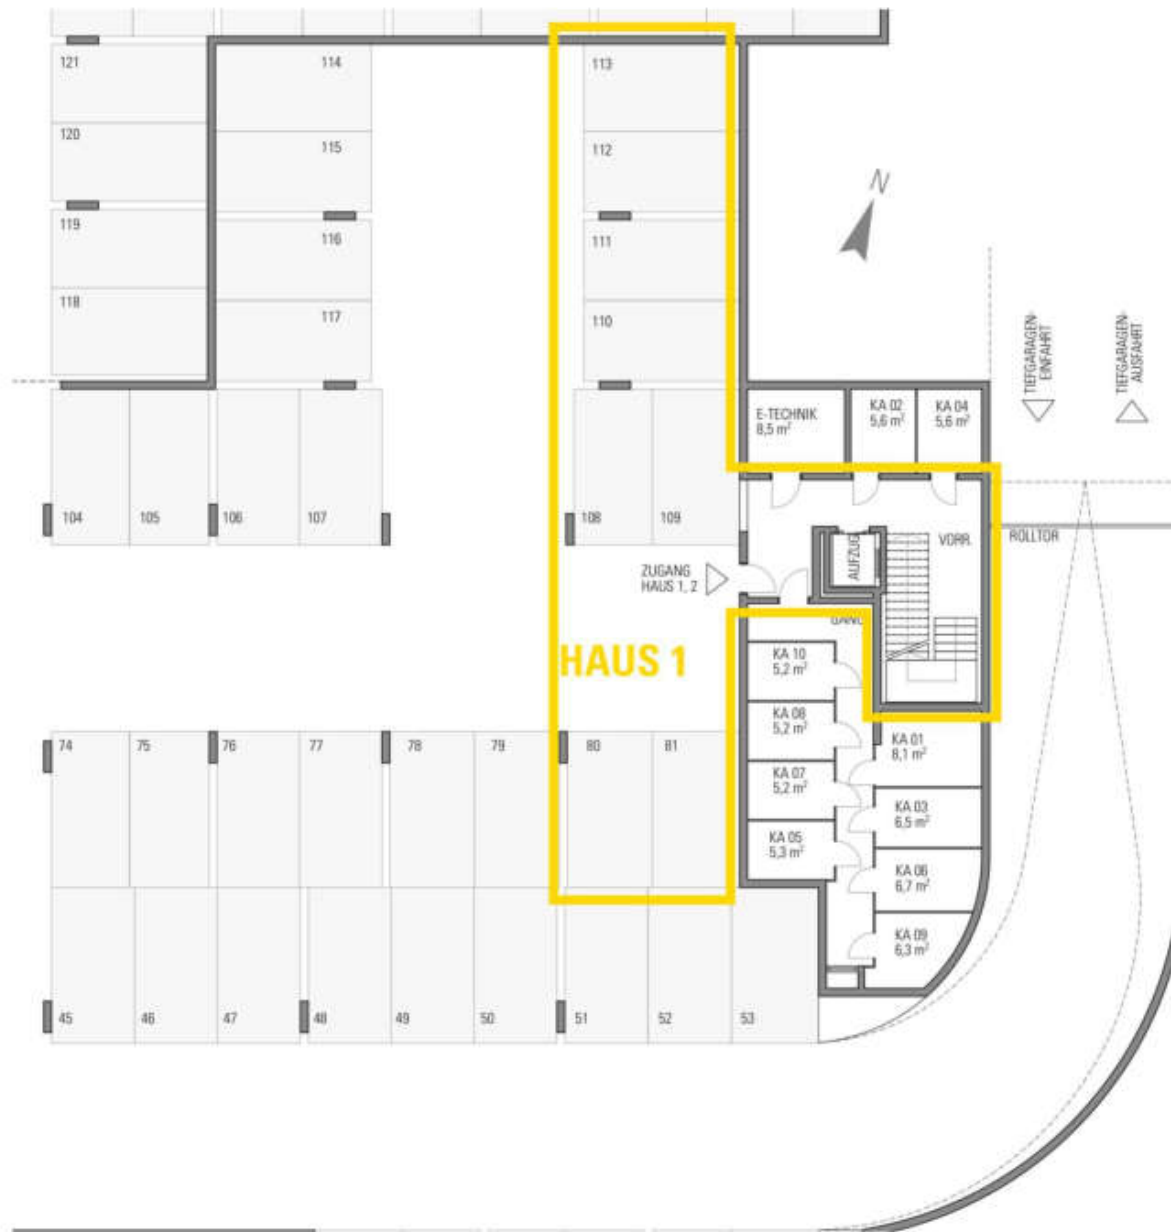 121
114
113
120
115
112
N
119
116
111
118
117
110
TIEFGARAGEN-
EINFAHRT
TIEFGARAGEN-
AUSFAHRT
E-TECHNIK
8,5 m²
KA 02
5,6 m²
KA 04
5,6 m²
104
105
106
107
108
109
AUFZUG
VORR.
ROLLTOR
ZUGANG
HAUS 1, 2
GANG
HAUS 1
KA 10
5,2 m²
KA 08
5,2 m²
KA 07
5,2 m²
KA 05
5,3 m²
KA 01
8,1 m²
KA 03
6,5 m²
KA 06
6,7 m²
KA 09
6,3 m²
74
75
76
77
78
79
80
81
45
46
47
48
49
50
51
52
53